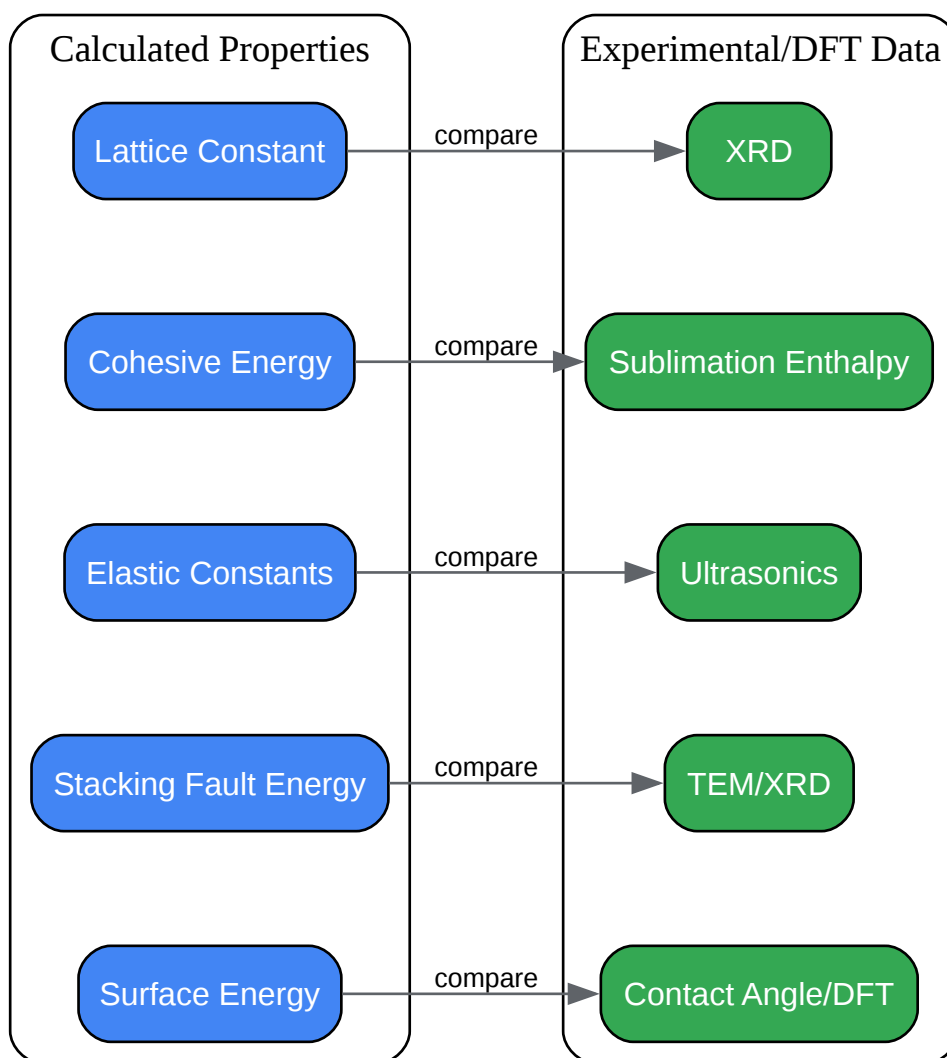 Calculated Properties
Experimental/DFT Data
Lattice Constant
compare
XRD
Cohesive Energy
compare
Sublimation Enthalpy
Elastic Constants
compare
Ultrasonics
Stacking Fault Energy
compare
TEM/XRD
Surface Energy
compare
Contact Angle/DFT